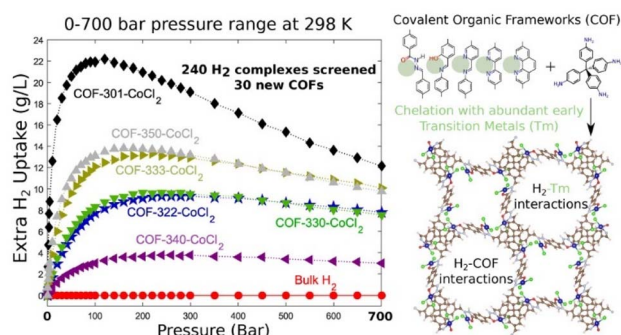 0-700 bar pressure range at 298 K
24
22
20
18
16
14
12
10
8
6
4
2
0
Extra H₂ Uptake (g/L)
240 H₂ complexes screened
30 new COFs
COF-301-CoCl₂
COF-350-CoCl₂
COF-333-CoCl₂
COF-322-CoCl₂
COF-330-CoCl₂
COF-340-CoCl₂
Bulk H₂
0 100 200 300 400 500 600 700
Pressure (Bar)
Covalent Organic Frameworks (COF)
+
NH₂
H₂N
NH₂
NH₂
Chelation with abundant early
Transition Metals (Tm)
H₂-Tm
interactions
H₂-COF
interactions